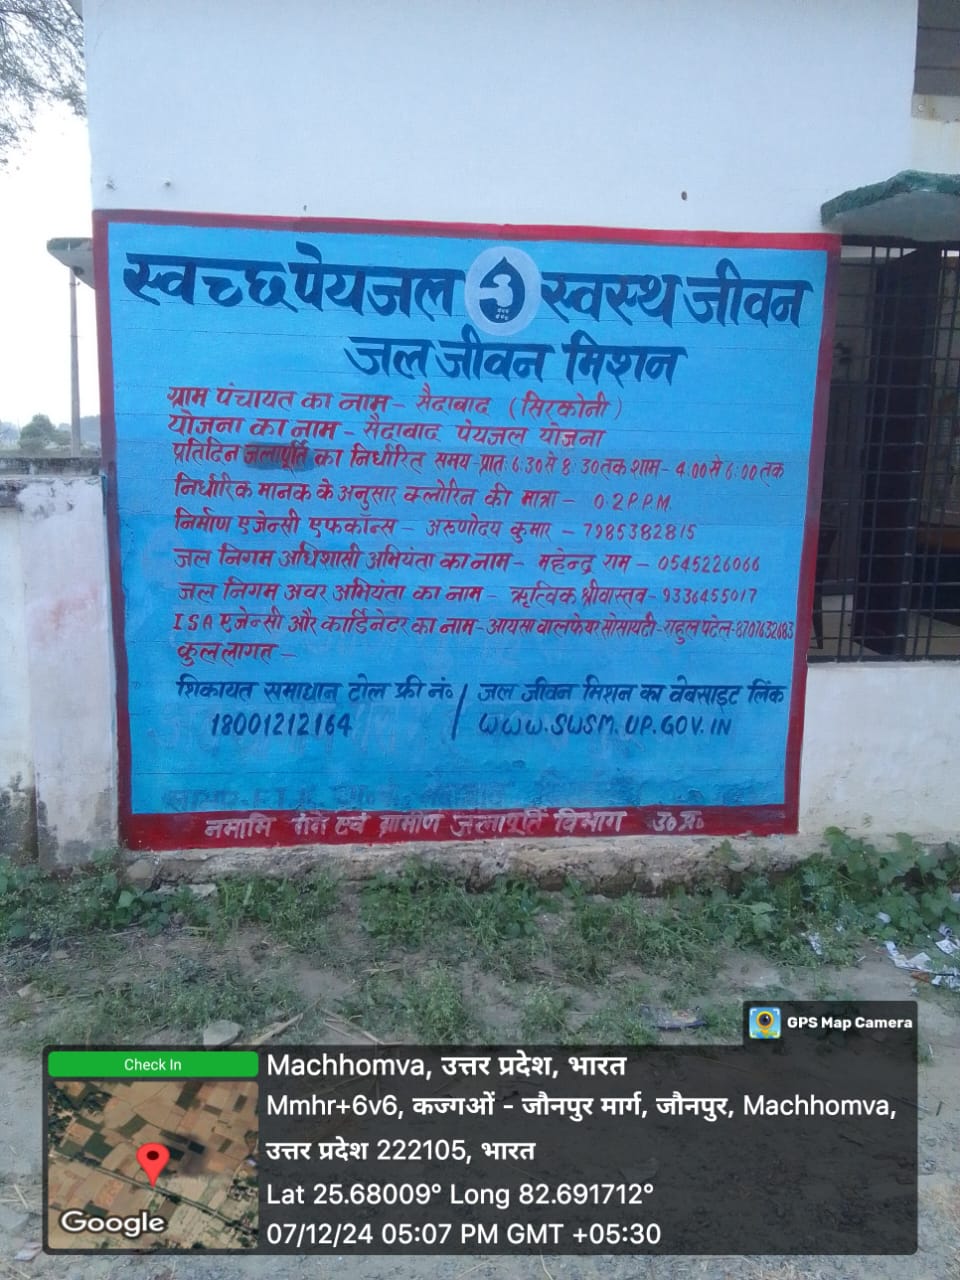 स्वच्छ पेयजल स्वस्थ जीवन
जल जीवन मिशन
ग्राम पंचायत का नाम - सैदाबाद (सिरकोनी)
योजना का नाम - सैदाबाद पेयजल योजना
प्रतिदिन जलापूर्ति का निर्धारित समय-प्रातः 6:30 से 8:30 तक शाम - 4:00 से 6:00 तक
निर्धारिक मानक के अनुसार क्लोरिन की मात्रा - 0.2 P.P.M.
निर्माण एजेन्सी एफकान्स - अरुणोदय कुमार - 7985382815
जल निगम अधिशासी अभियंता का नाम - महेन्द्र राम - 0545226066
जल निगम अवर अभियंता का नाम - ऋत्विक श्रीवास्तव - 9336455017
ISA एजेन्सी और कार्डिनेटर का नाम - आयसा वालफेयर सोसायटी - राहुल पटेल - 8707632683
कुल लागत -
शिकायत समाधान टोल फ्री नं० / जल जीवन मिशन का वेबसाइट लिंक
18001212164 / WWW.SWSM.UP.GOV.IN
नमामि गंगे एवं ग्रामीण जलापूर्ति विभाग उ० प्र०
GPS Map Camera
Check In
Machhomva, उत्तर प्रदेश, भारत
Mmhr+6v6, कज्गओं - जौनपुर मार्ग, जौनपुर, Machhomva,
उत्तर प्रदेश 222105, भारत
Lat 25.68009° Long 82.691712°
07/12/24 05:07 PM GMT +05:30
Google